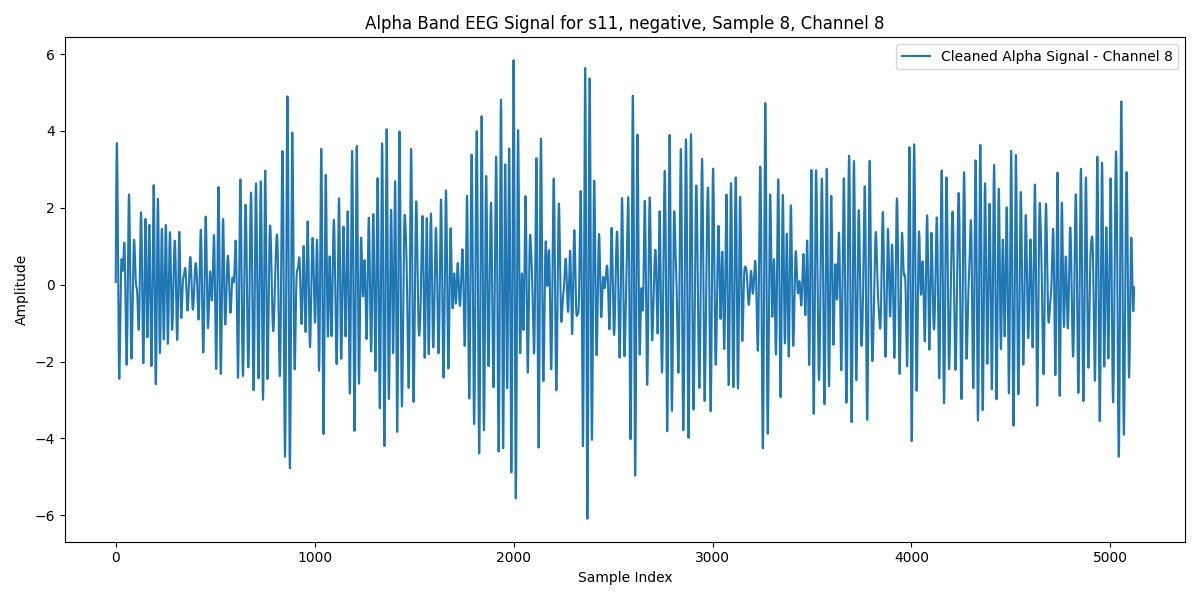 Alpha Band EEG Signal for s11, negative, Sample 8, Channel 8
Cleaned Alpha Signal - Channel 8
Amplitude
6
4
2
0
−2
−4
−6
0 1000 2000 3000 4000 5000
Sample Index